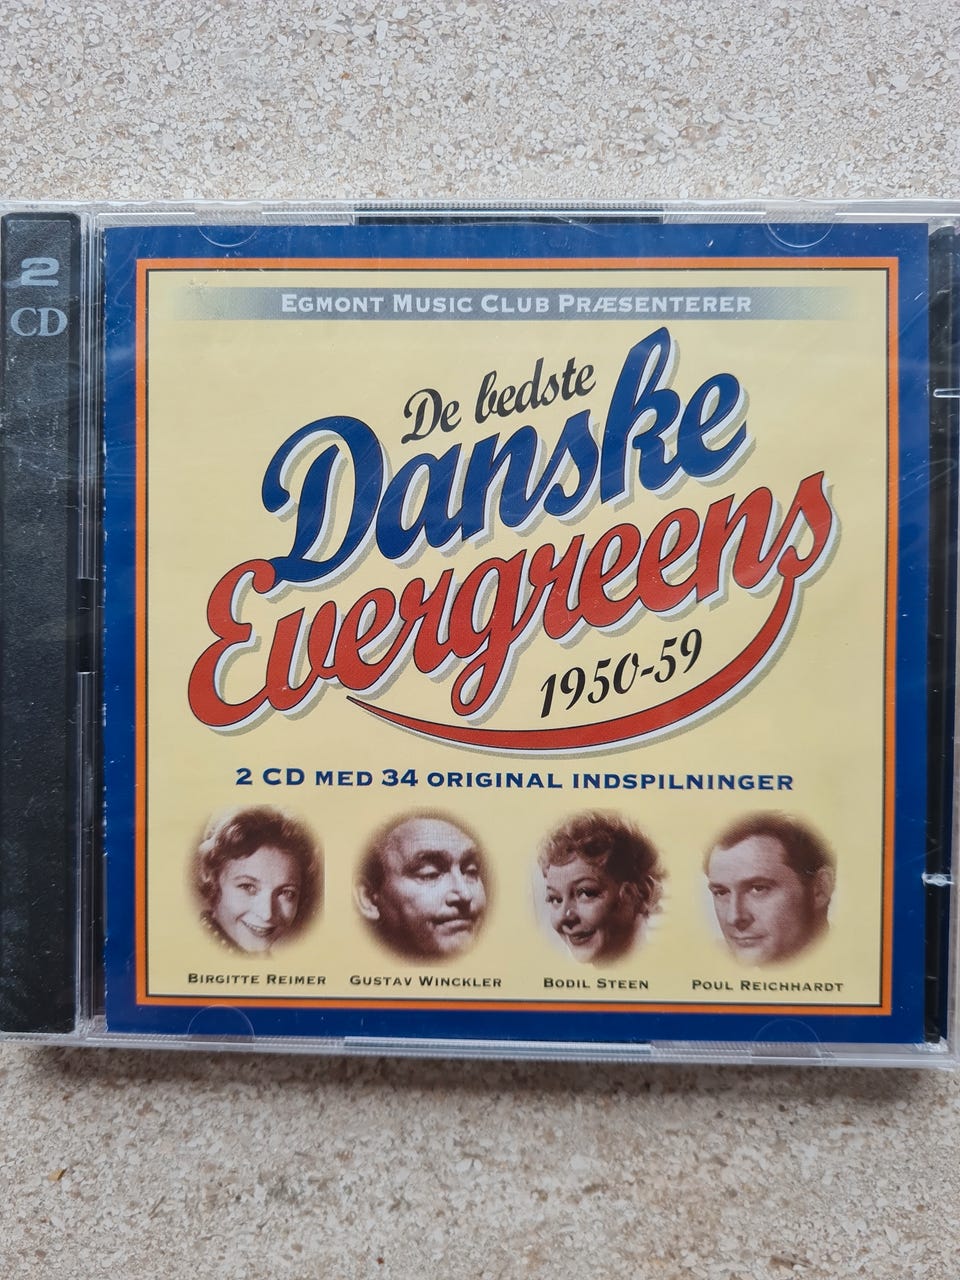 2
CD
EGMONT MUSIC CLUB PRÆSENTERER
De bedste
Danske
Evergreens
1950-59
2 CD MED 34 ORIGINAL INDSPILNINGER
BIRGITTE REIMER GUSTAV WINCKLER BODIL STEEN POUL REICHHARDT